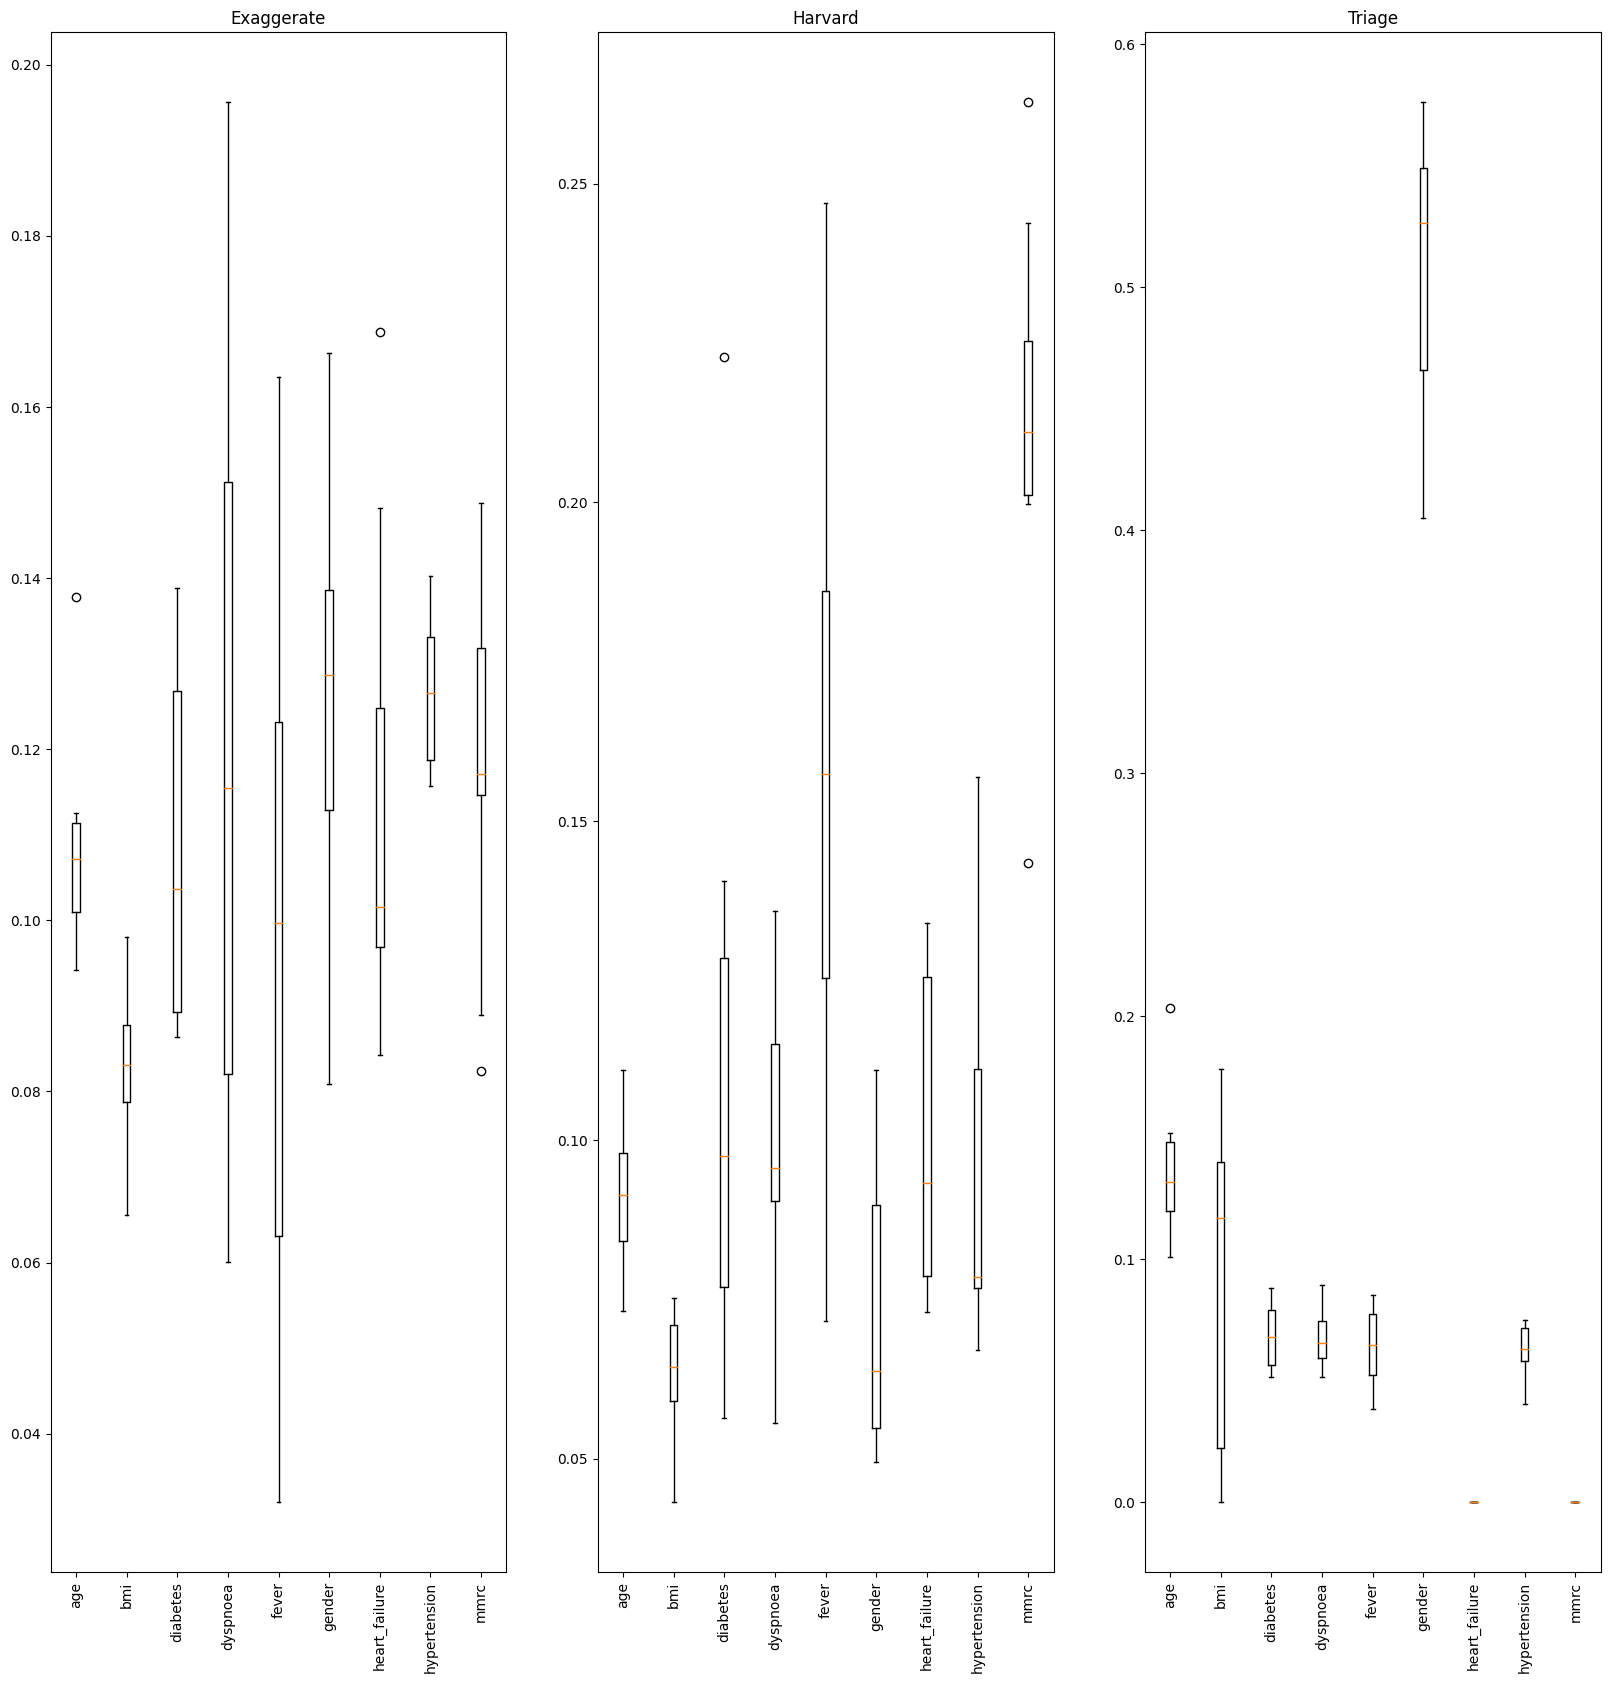 Exaggerate
0.20
0.18
0.16
0.14
0.12
0.10
0.08
0.06
0.04
age
bmi
diabetes
dyspnoea
fever
gender
heart_failure
hypertension
mmrc
Harvard
0.25
0.20
0.15
0.10
0.05
age
bmi
diabetes
dyspnoea
fever
gender
heart_failure
hypertension
mmrc
Triage
0.6
0.5
0.4
0.3
0.2
0.1
0.0
age
bmi
diabetes
dyspnoea
fever
gender
heart_failure
hypertension
mmrc